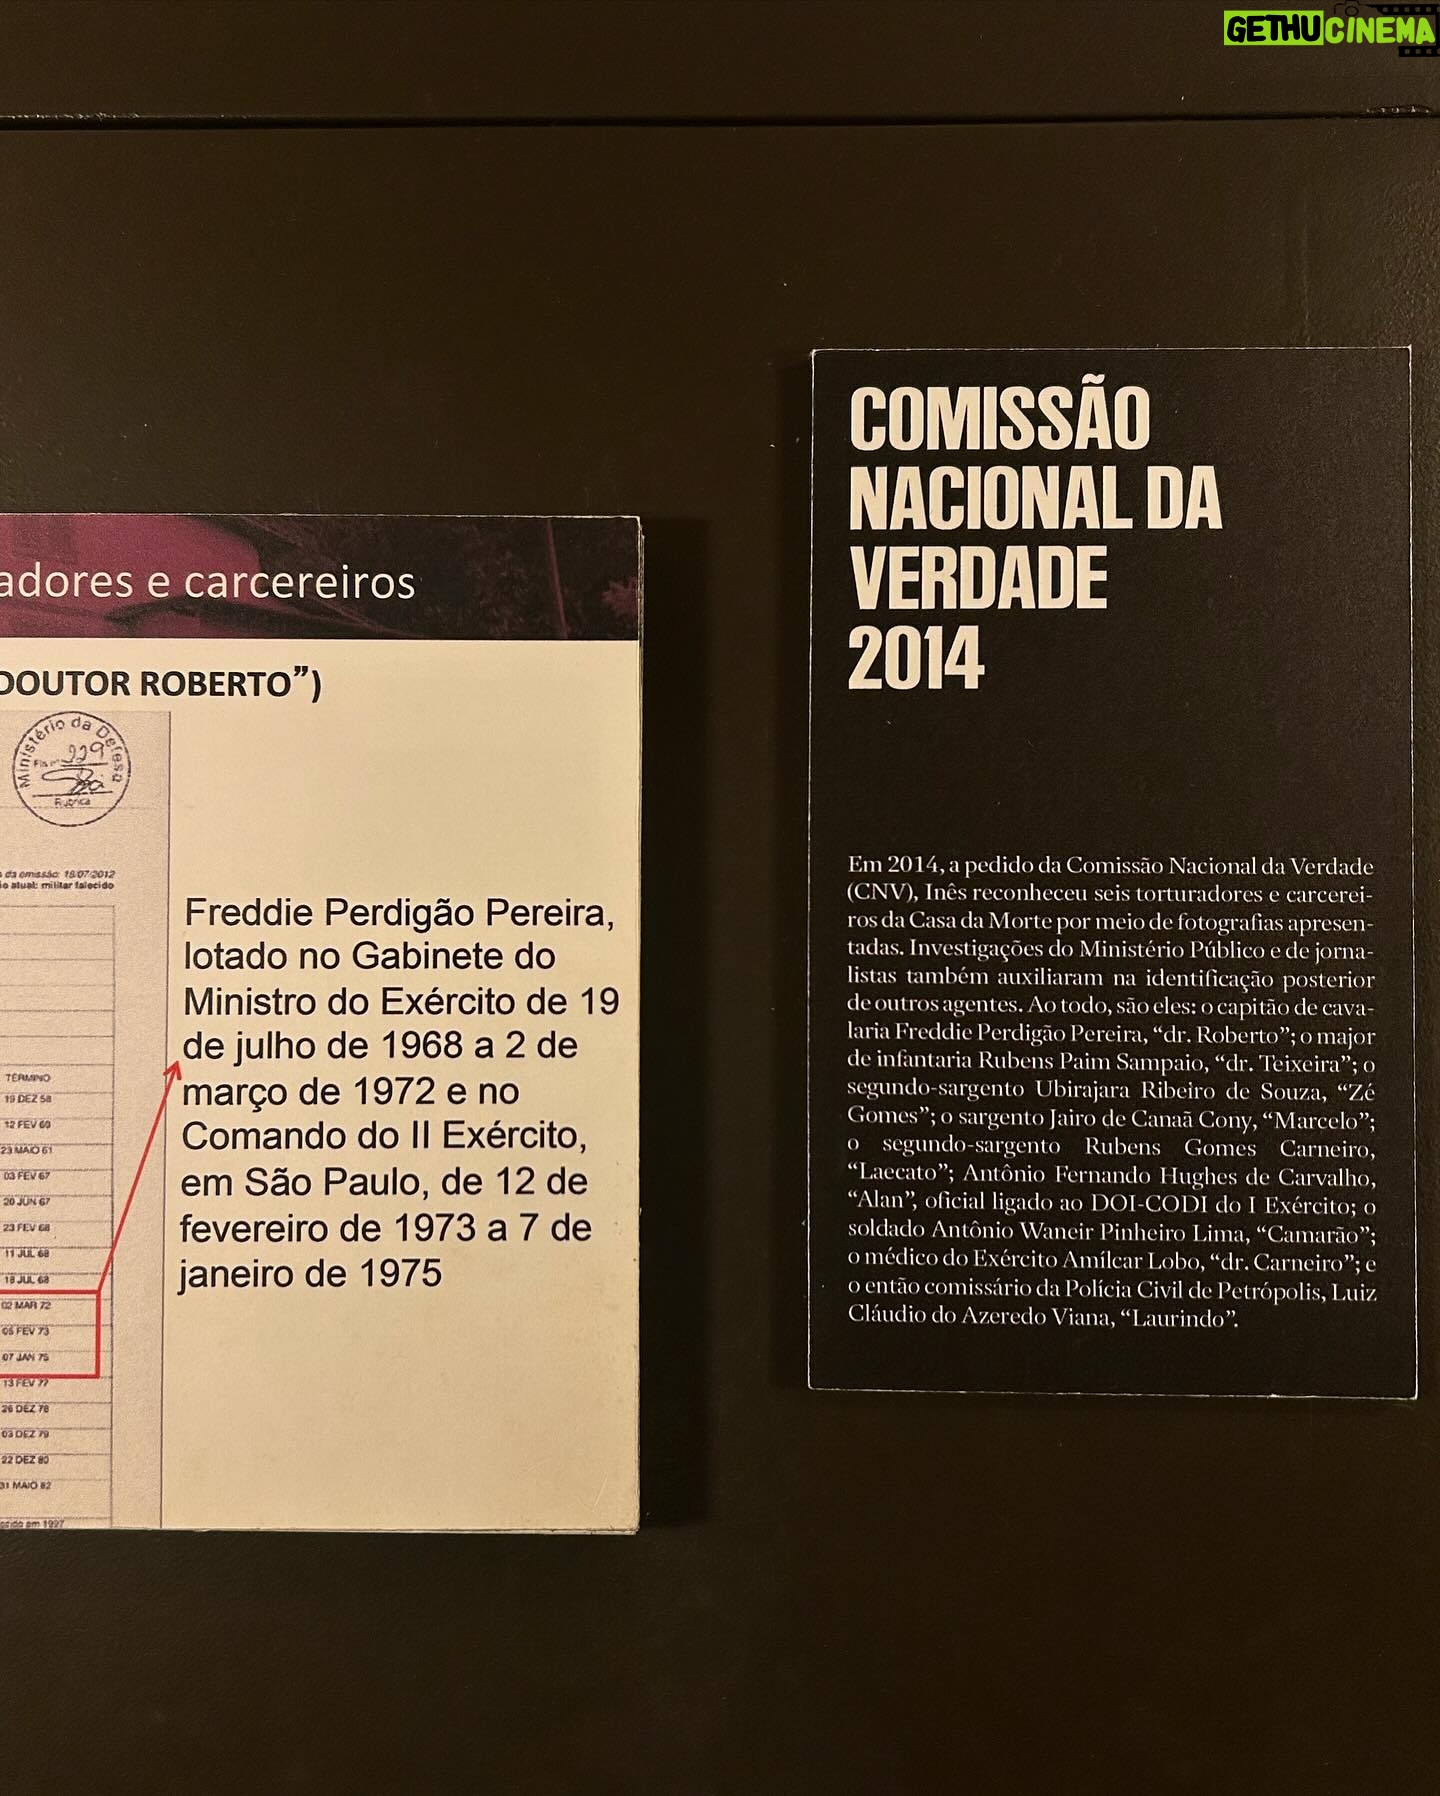 GETHUCINEMA
adores e carcereiros
DOUTOR ROBERTO”)
Ministério da Defesa
229
Rubrica
da emissão: 18/07/2012
atual: militar falecido
TÉRMINO
19 DEZ 58
12 FEV 60
23 MAIO 61
03 FEV 67
20 JUN 67
23 FEV 68
11 JUL 68
18 JUL 68
02 MAR 72
05 FEV 73
07 JAN 75
13 FEV 77
26 DEZ 78
03 DEZ 79
22 DEZ 80
31 MAIO 82
em 1997
Freddie Perdigão Pereira,
lotado no Gabinete do
Ministro do Exército de 19
de julho de 1968 a 2 de
março de 1972 e no
Comando do II Exército,
em São Paulo, de 12 de
fevereiro de 1973 a 7 de
janeiro de 1975
COMISSÃO
NACIONAL DA
VERDADE
2014
Em 2014, a pedido da Comissão Nacional da Verdade
(CNV), Inês reconheceu seis torturadores e carcerei-
ros da Casa da Morte por meio de fotografias apresen-
tadas. Investigações do Ministério Público e de jorna-
listas também auxiliaram na identificação posterior
de outros agentes. Ao todo, são eles: o capitão de cava-
laria Freddie Perdigão Pereira, “dr. Roberto”; o major
de infantaria Rubens Paim Sampaio, “dr. Teixeira”; o
segundo-sargento Ubirajara Ribeiro de Souza, “Zé
Gomes”; o sargento Jairo de Canaã Cony, “Marcelo”;
o segundo-sargento Rubens Gomes Carneiro,
“Laecato”; Antônio Fernando Hughes de Carvalho,
“Alan”, oficial ligado ao DOI-CODI do I Exército; o
soldado Antônio Waneir Pinheiro Lima, “Camarão”;
o médico do Exército Amílcar Lobo, “dr. Carneiro”; e
o então comissário da Polícia Civil de Petrópolis, Luiz
Cláudio do Azeredo Viana, “Laurindo”.